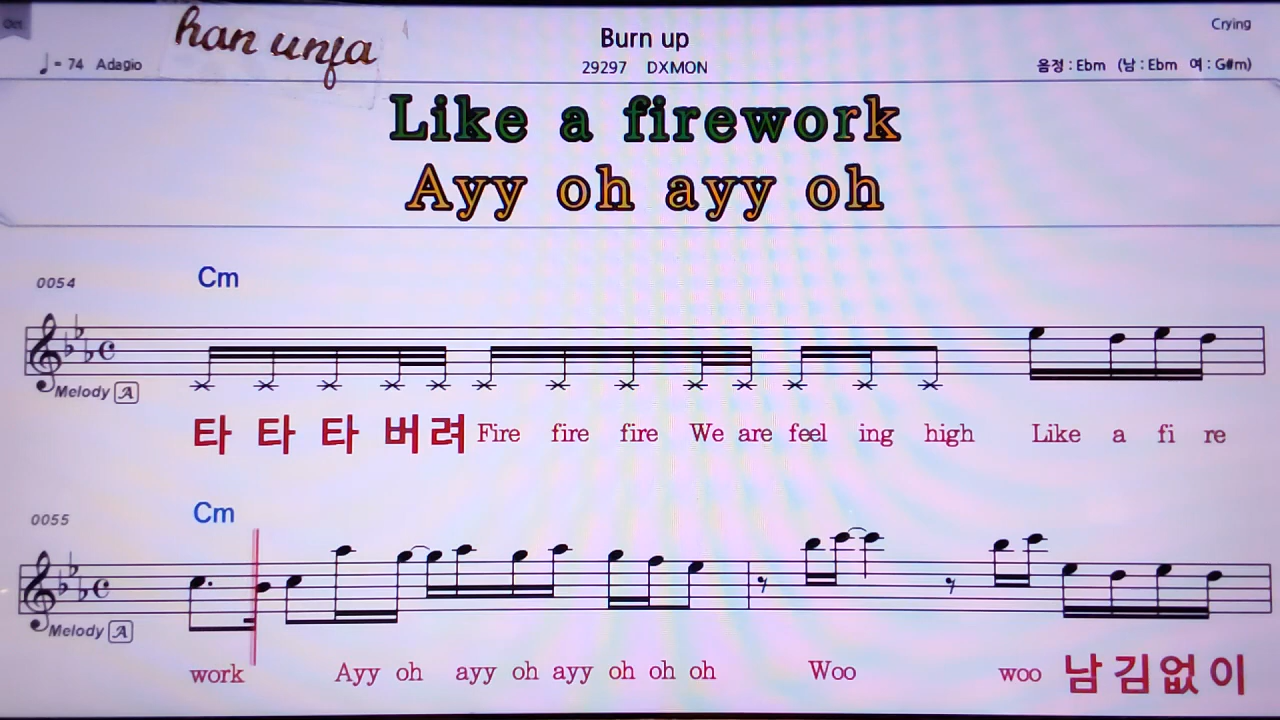 han unfa
Burn up
Crying
♩= 74 Adagio
29297 DXMON
음정 : Ebm (남 : Ebm 여 : G#m)
Like a firework
Ayy oh ayy oh
0054
Cm
Melody A
타 타 타 버 려 Fire fire fire We are feel ing high Like a fi re
0055
Cm
Melody A
work Ayy oh ayy oh ayy oh oh oh Woo woo 남 김 없 이